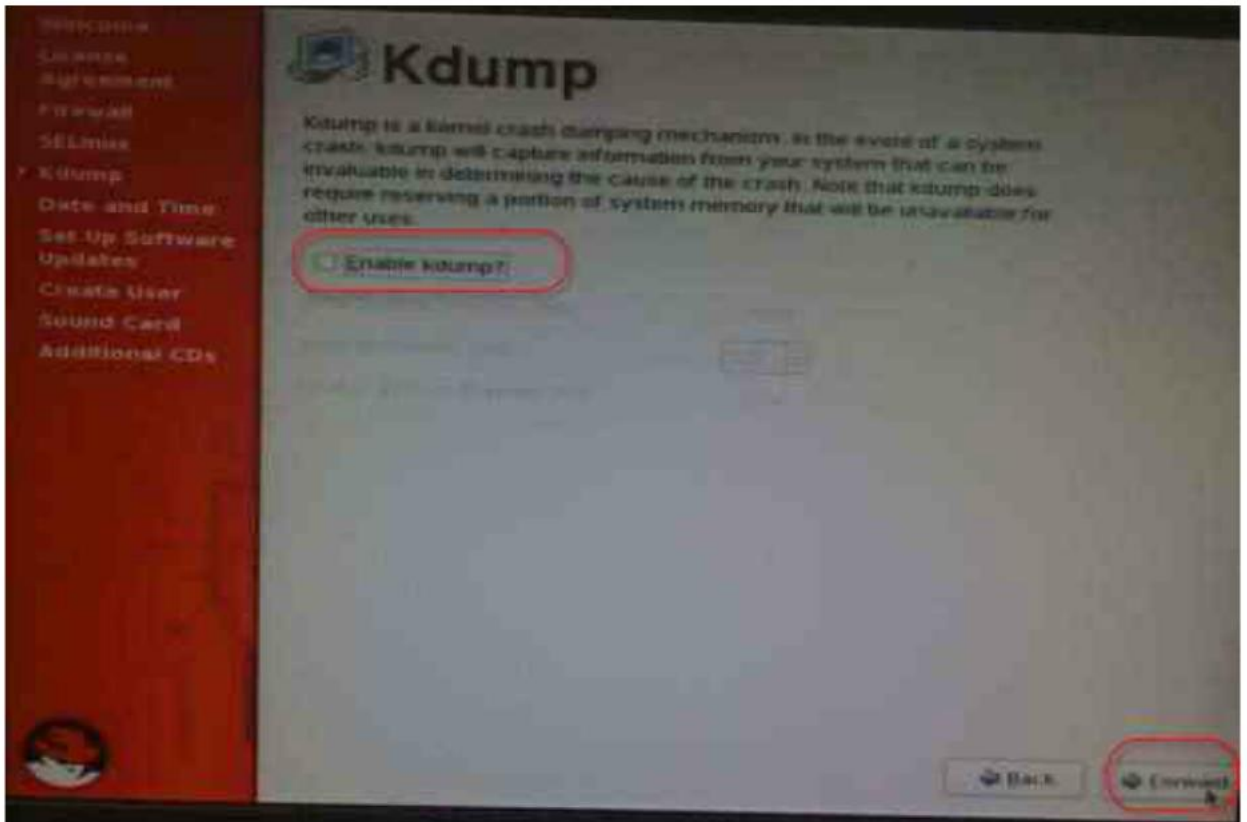 Welcome
License
Agreement
Firewall
SELinux
Kdump
Date and Time
Set Up Software
Updates
Create User
Sound Card
Additional CDs
Kdump
Kdump is a kernel crash dumping mechanism. In the event of a system
crash, kdump will capture information from your system that can be
invaluable in determining the cause of the crash. Note that kdump does
require reserving a portion of system memory that will be unavailable for
other uses.
Enable kdump?
Back
Forward